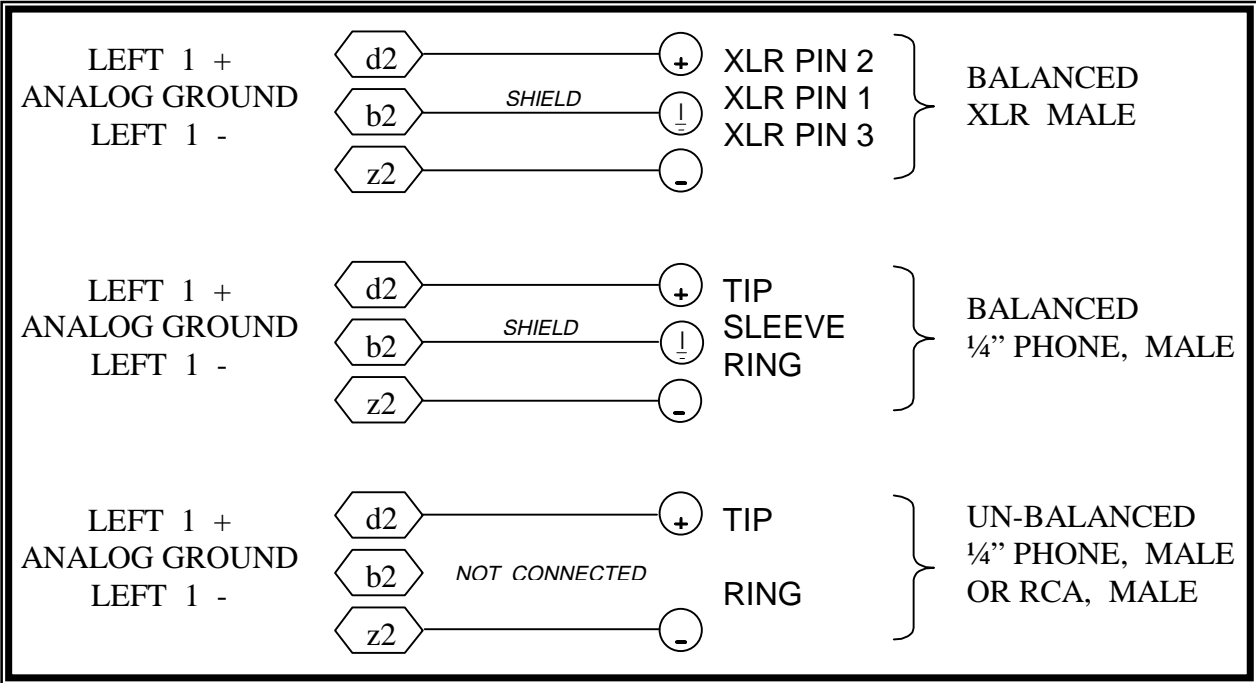 LEFT 1 +
ANALOG GROUND
LEFT 1 -
d2
b2
z2
SHIELD
+
-
XLR PIN 2
XLR PIN 1
XLR PIN 3
BALANCED
XLR MALE
LEFT 1 +
ANALOG GROUND
LEFT 1 -
d2
b2
z2
SHIELD
+
-
TIP
SLEEVE
RING
BALANCED
¼” PHONE, MALE
LEFT 1 +
ANALOG GROUND
LEFT 1 -
d2
b2
z2
NOT CONNECTED
+
-
TIP
RING
UN-BALANCED
¼” PHONE, MALE
OR RCA, MALE